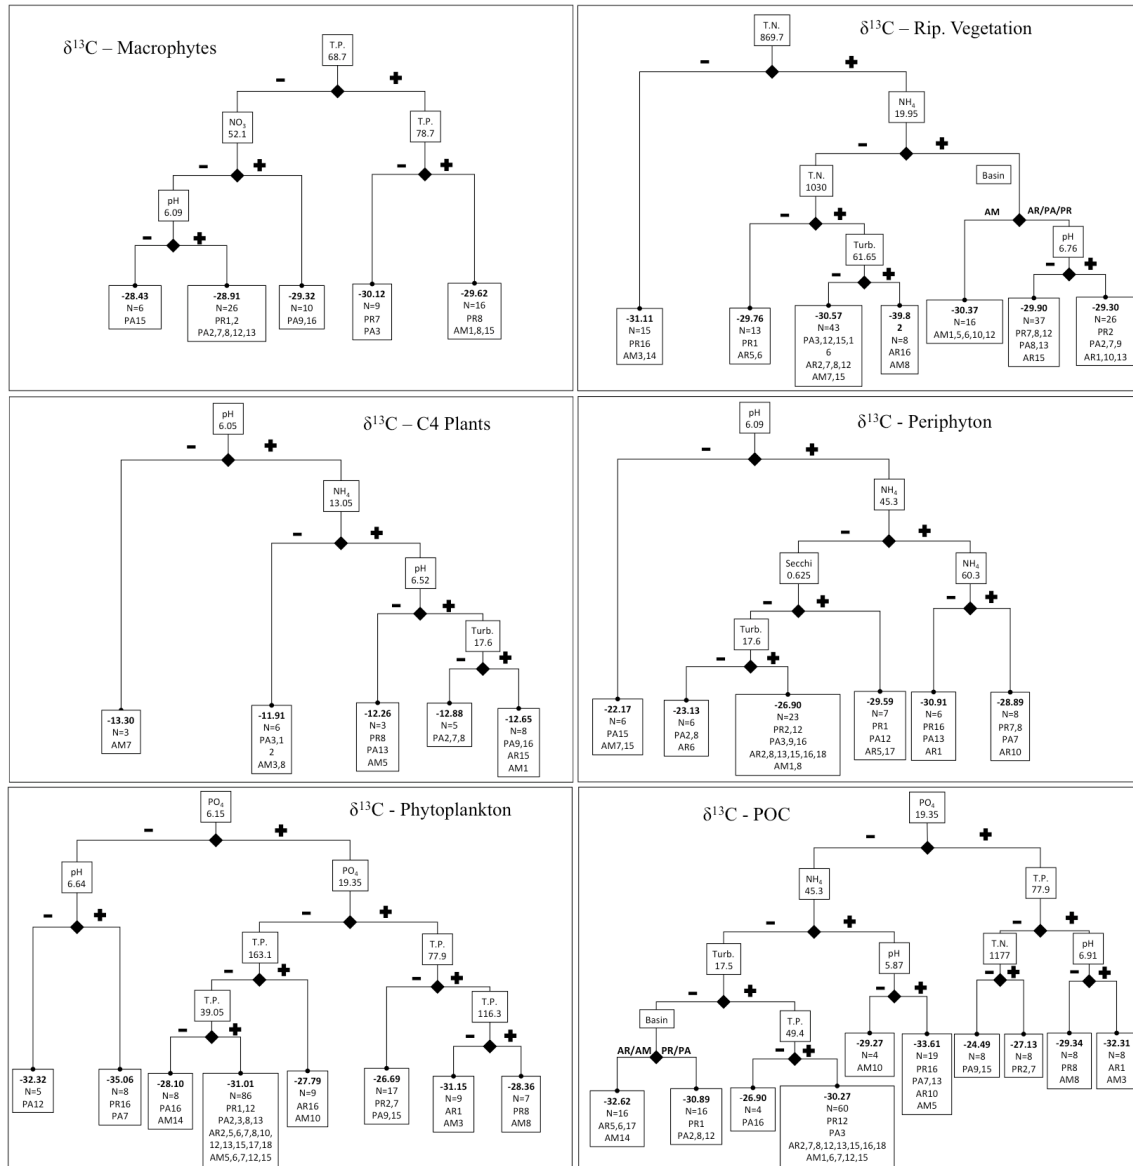 δ¹³C – Macrophytes
T.P.
68.7
−
+
NO₃
52.1
T.P.
78.7
−
+
−
+
pH
6.09
−
+
-28.43
N=6
PA15
-28.91
N=26
PR1,2
PA2,7,8,12,13
-29.32
N=10
PA9,16
-30.12
N=9
PR7
PA3
-29.62
N=16
PR8
AM1,8,15
δ¹³C – Rip. Vegetation
T.N.
869.7
−
+
NH₄
19.95
−
+
T.N.
1030
Basin
−
+
AM
AR/PA/PR
Turb.
61.65
pH
6.76
−
+
−
+
-31.11
N=15
PR16
AM3,14
-29.76
N=13
PR1
AR5,6
-30.57
N=43
PA3,12,15,1
6
AR2,7,8,12
AM7,15
-39.8
2
N=8
AR16
AM8
-30.37
N=16
AM1,5,6,10,12
-29.90
N=37
PR7,8,12
PA8,13
AR15
-29.30
N=26
PR2
PA2,7,9
AR1,10,13
δ¹³C – C4 Plants
pH
6.05
−
+
NH₄
13.05
−
+
pH
6.52
−
+
Turb.
17.6
−
+
-13.30
N=3
AM7
-11.91
N=6
PA3,1
2
AM3,8
-12.26
N=3
PR8
PA13
AM5
-12.88
N=5
PA2,7,8
-12.65
N=8
PA9,16
AR15
AM1
δ¹³C - Periphyton
pH
6.09
−
+
NH₄
45.3
−
+
Secchi
0.625
NH₄
60.3
−
+
−
+
Turb.
17.6
−
+
-22.17
N=6
PA15
AM7,15
-23.13
N=6
PA2,8
AR6
-26.90
N=23
PR2,12
PA3,9,16
AR2,8,13,15,16,18
AM1,8
-29.59
N=7
PR1
PA12
AR5,17
-30.91
N=6
PR16
PA13
AR1
-28.89
N=8
PR7,8
PA7
AR10
δ¹³C - Phytoplankton
PO₄
6.15
−
+
pH
6.64
PO₄
19.35
−
+
−
+
T.P.
163.1
T.P.
77.9
−
+
−
+
T.P.
39.05
T.P.
116.3
−
+
−
+
-32.32
N=5
PA12
-35.06
N=8
PR16
PA7
-28.10
N=8
PA16
AM14
-31.01
N=86
PR1,12
PA2,3,8,13
AR2,5,6,7,8,10,
12,13,15,17,18
AM5,6,7,12,15
-27.79
N=9
AR16
AM10
-26.69
N=17
PR2,7
PA9,15
-31.15
N=9
AR1
AM3
-28.36
N=7
PR8
AM8
δ¹³C - POC
PO₄
19.35
−
+
NH₄
45.3
T.P.
77.9
−
+
−
+
Turb.
17.5
pH
5.87
T.N.
1177
pH
6.91
−
+
−
+
−
+
−
+
Basin
T.P.
49.4
AR/AM
PR/PA
−
+
-32.62
N=16
AR5,6,17
AM14
-30.89
N=16
PR1
PA2,8,12
-26.90
N=4
PA16
-30.27
N=60
PR12
PA3
AR2,7,8,12,13,15,16,18
AM1,6,7,12,15
-29.27
N=4
AM10
-33.61
N=19
PR16
PA7,13
AR10
AM5
-24.49
N=8
PA9,15
-27.13
N=8
PR2,7
-29.34
N=8
PR8
AM8
-32.31
N=8
AR1
AM3